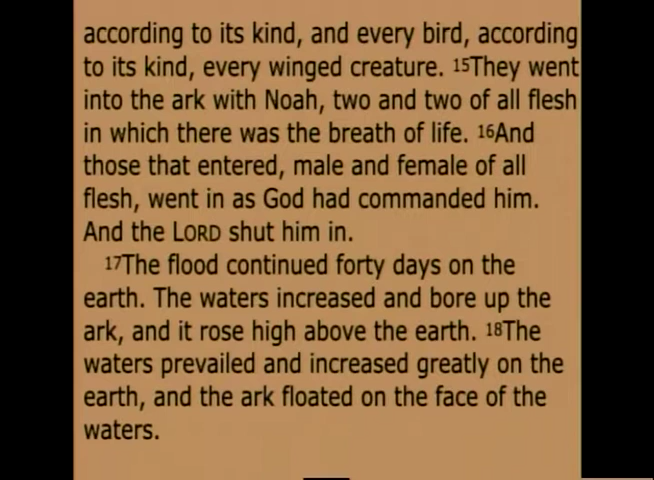 according to its kind, and every bird, according
to its kind, every winged creature. 15They went
into the ark with Noah, two and two of all flesh
in which there was the breath of life. 16And
those that entered, male and female of all
flesh, went in as God had commanded him.
And the LORD shut him in.
17The flood continued forty days on the
earth. The waters increased and bore up the
ark, and it rose high above the earth. 18The
waters prevailed and increased greatly on the
earth, and the ark floated on the face of the
waters.